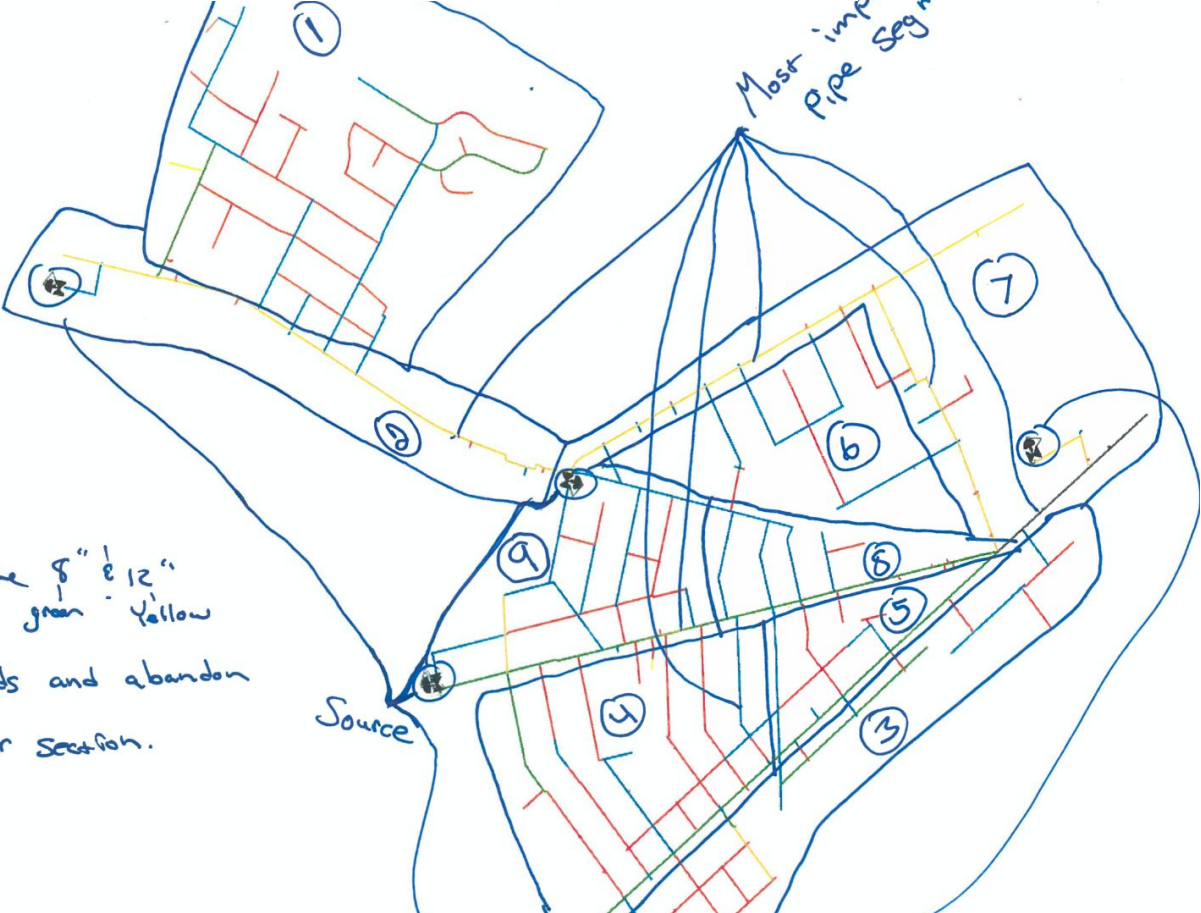 1
Most imp
pipe seg
7
2
6
9
8
8" & 12"
green Yellow
5
ds and abandon
4
Source
3
r section.